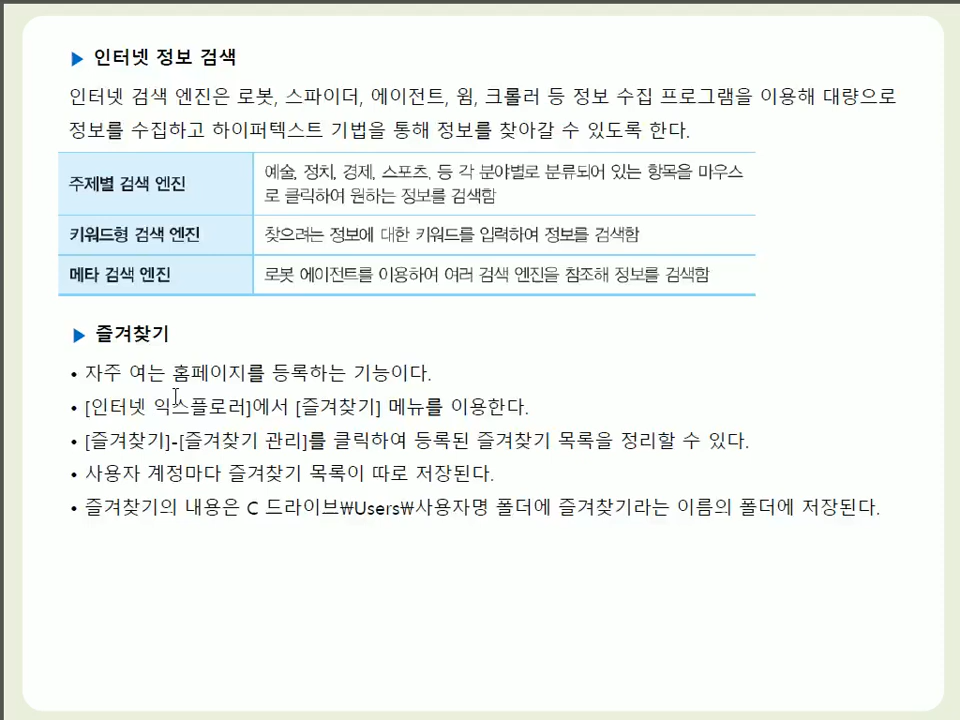 ▶ 인터넷 정보 검색
인터넷 검색 엔진은 로봇, 스파이더, 에이전트, 웜, 크롤러 등 정보 수집 프로그램을 이용해 대량으로
정보를 수집하고 하이퍼텍스트 기법을 통해 정보를 찾아갈 수 있도록 한다.
주제별 검색 엔진
예술, 정치, 경제, 스포츠, 등 각 분야별로 분류되어 있는 항목을 마우스
로 클릭하여 원하는 정보를 검색함
키워드형 검색 엔진
찾으려는 정보에 대한 키워드를 입력하여 정보를 검색함
메타 검색 엔진
로봇 에이전트를 이용하여 여러 검색 엔진을 참조해 정보를 검색함
▶ 즐겨찾기
• 자주 여는 홈페이지를 등록하는 기능이다.
• [인터넷 익스플로러]에서 [즐겨찾기] 메뉴를 이용한다.
• [즐겨찾기]-[즐겨찾기 관리]를 클릭하여 등록된 즐겨찾기 목록을 정리할 수 있다.
• 사용자 계정마다 즐겨찾기 목록이 따로 저장된다.
• 즐겨찾기의 내용은 C 드라이브₩Users₩사용자명 폴더에 즐겨찾기라는 이름의 폴더에 저장된다.